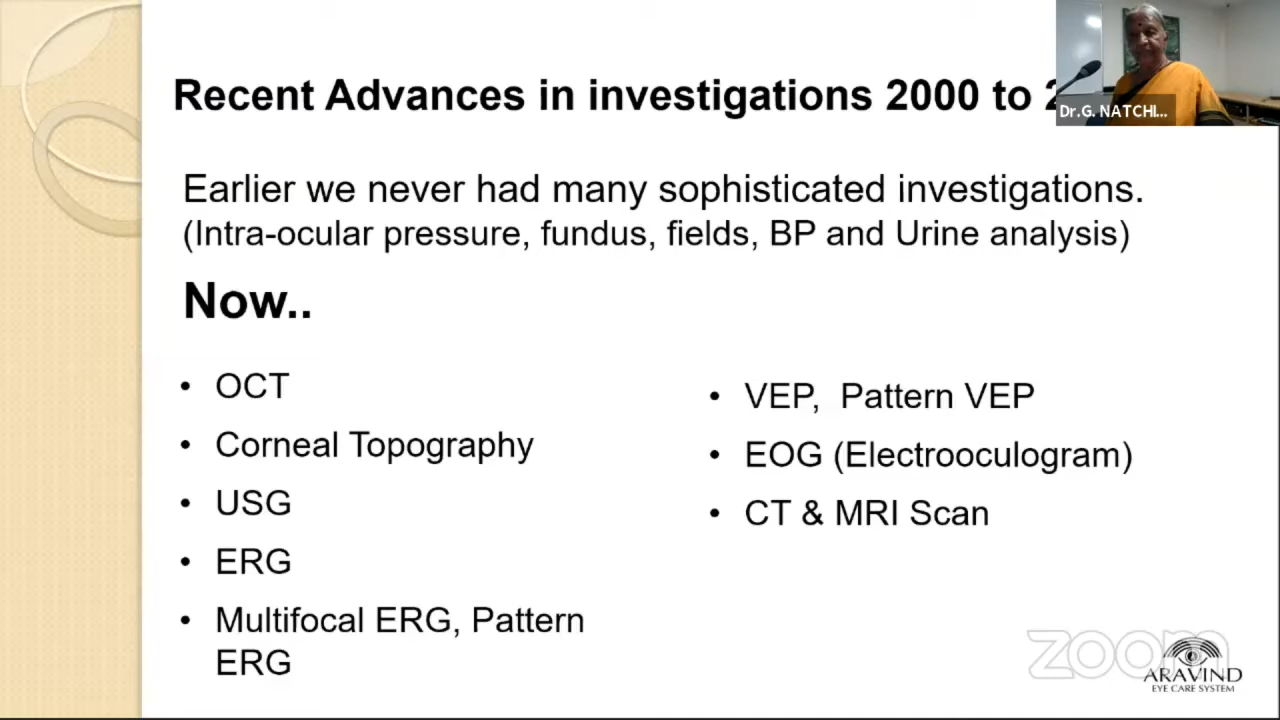 Recent Advances in investigations 2000 to
Dr.G. NATCHI...
Earlier we never had many sophisticated investigations.
(Intra-ocular pressure, fundus, fields, BP and Urine analysis)
Now..
• OCT
• Corneal Topography
• USG
• ERG
• Multifocal ERG, Pattern
ERG
• VEP, Pattern VEP
• EOG (Electrooculogram)
• CT & MRI Scan
zoom
ARAVIND
EYE CARE SYSTEM